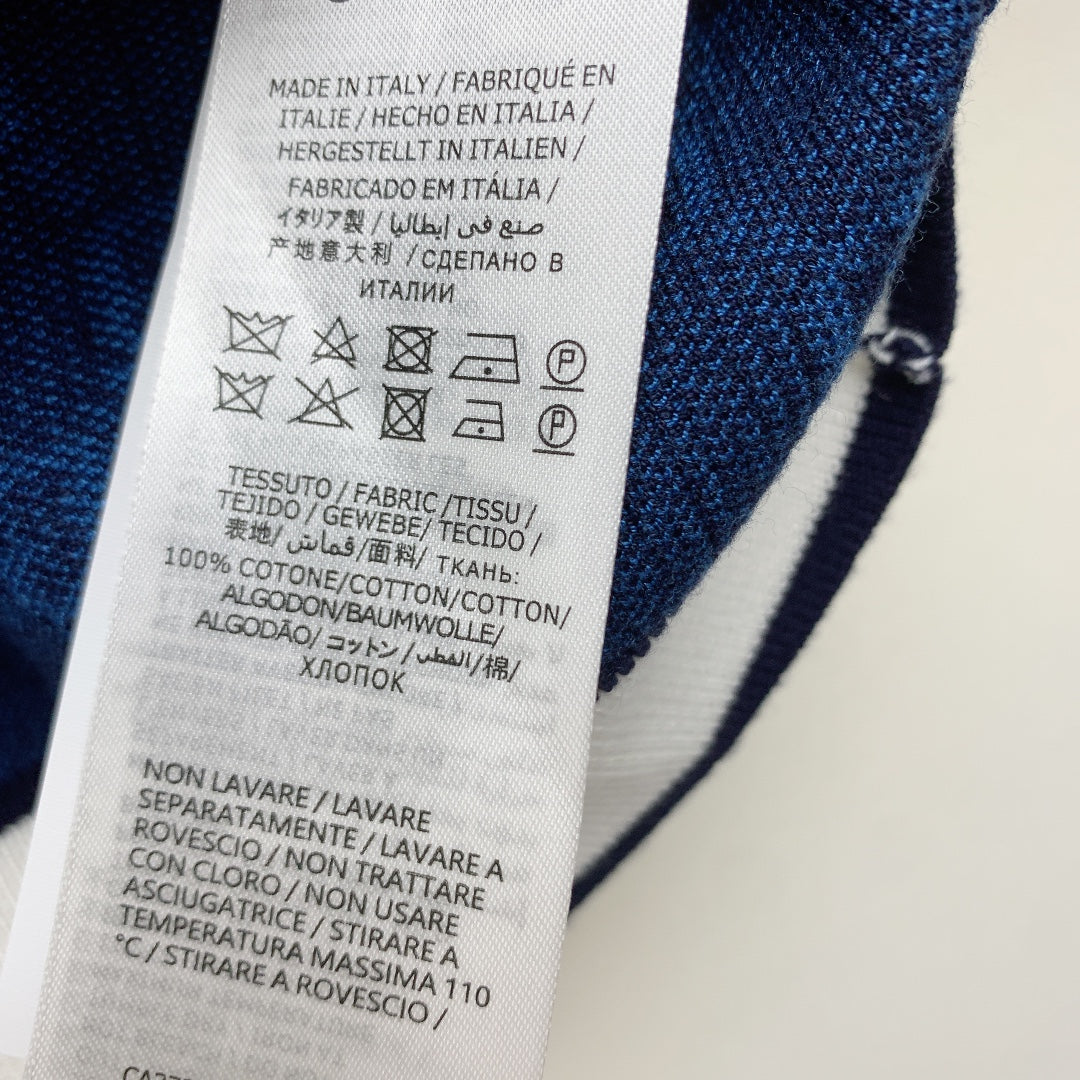 MADE IN ITALY / FABRIQUÉ EN
ITALIE / HECHO EN ITALIA /
HERGESTELLT IN ITALIEN /
FABRICADO EM ITÁLIA /
イタリア製 / صنع في إيطاليا
产地意大利 / СДЕЛАНО В
ИТАЛИИ
P
P
TESSUTO / FABRIC /TISSU /
TEJIDO / GEWEBE/ TECIDO /
表地/ قماش/面料/ ТКАНЬ:
100% COTONE/COTTON/COTTON/
ALGODON/BAUMWOLLE/
ALGODÃO/ コットン/القطن/棉/
ХЛОПОК
NON LAVARE / LAVARE
SEPARATAMENTE / LAVARE A
ROVESCIO / NON TRATTARE
CON CLORO / NON USARE
ASCIUGATRICE / STIRARE A
TEMPERATURA MASSIMA 110
°C / STIRARE A ROVESCIO /